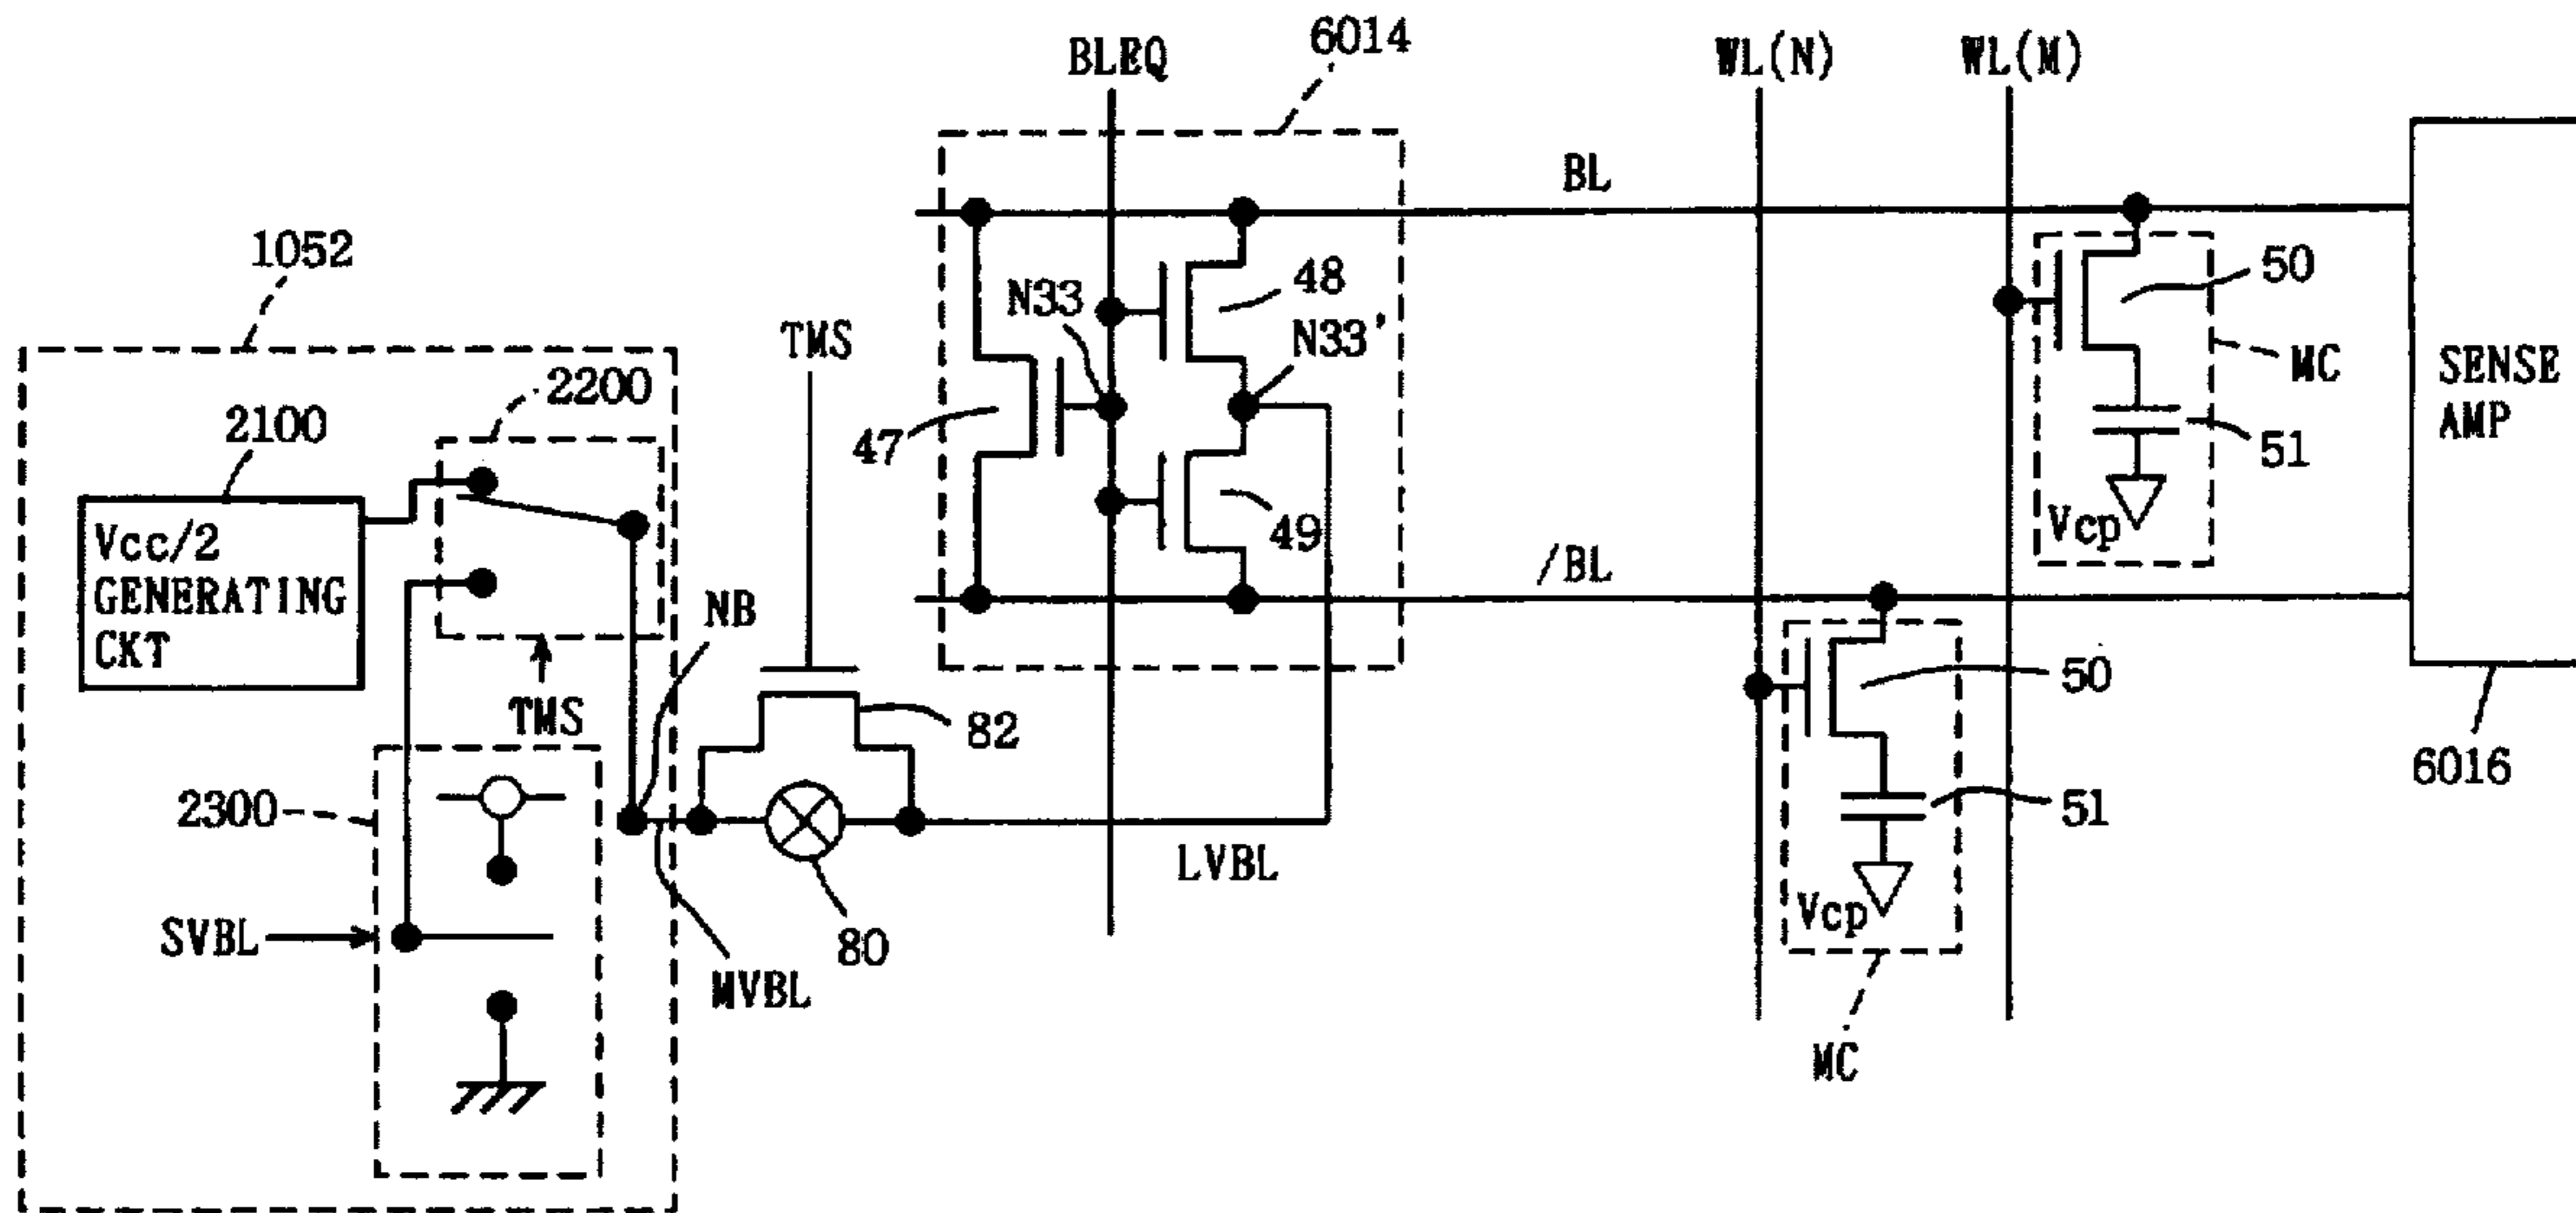 6014
BLEQ
WL(N)
WL(M)
BL
1052
50
48
N33
N33'
TMS
MC
SENSE
AMP
2200
2100
47
51
Vcc/2
GENERATING
CKT
49
Vcp
/BL
NB
50
TMS
82
6016
2300
51
LVBL
Vcp
SVBL
80
MVBL
MC